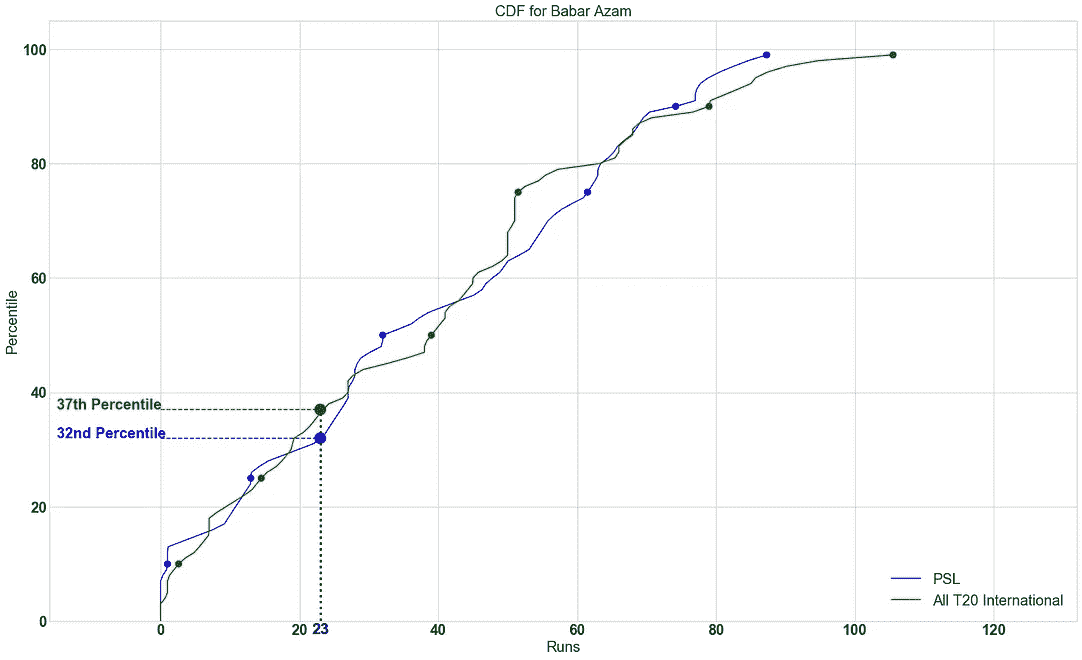 CDF for Babar Azam
100
80
60
40
20
0
Percentile
37th Percentile
32nd Percentile
0 20 23 40 60 80 100 120
Runs
PSL
All T20 International